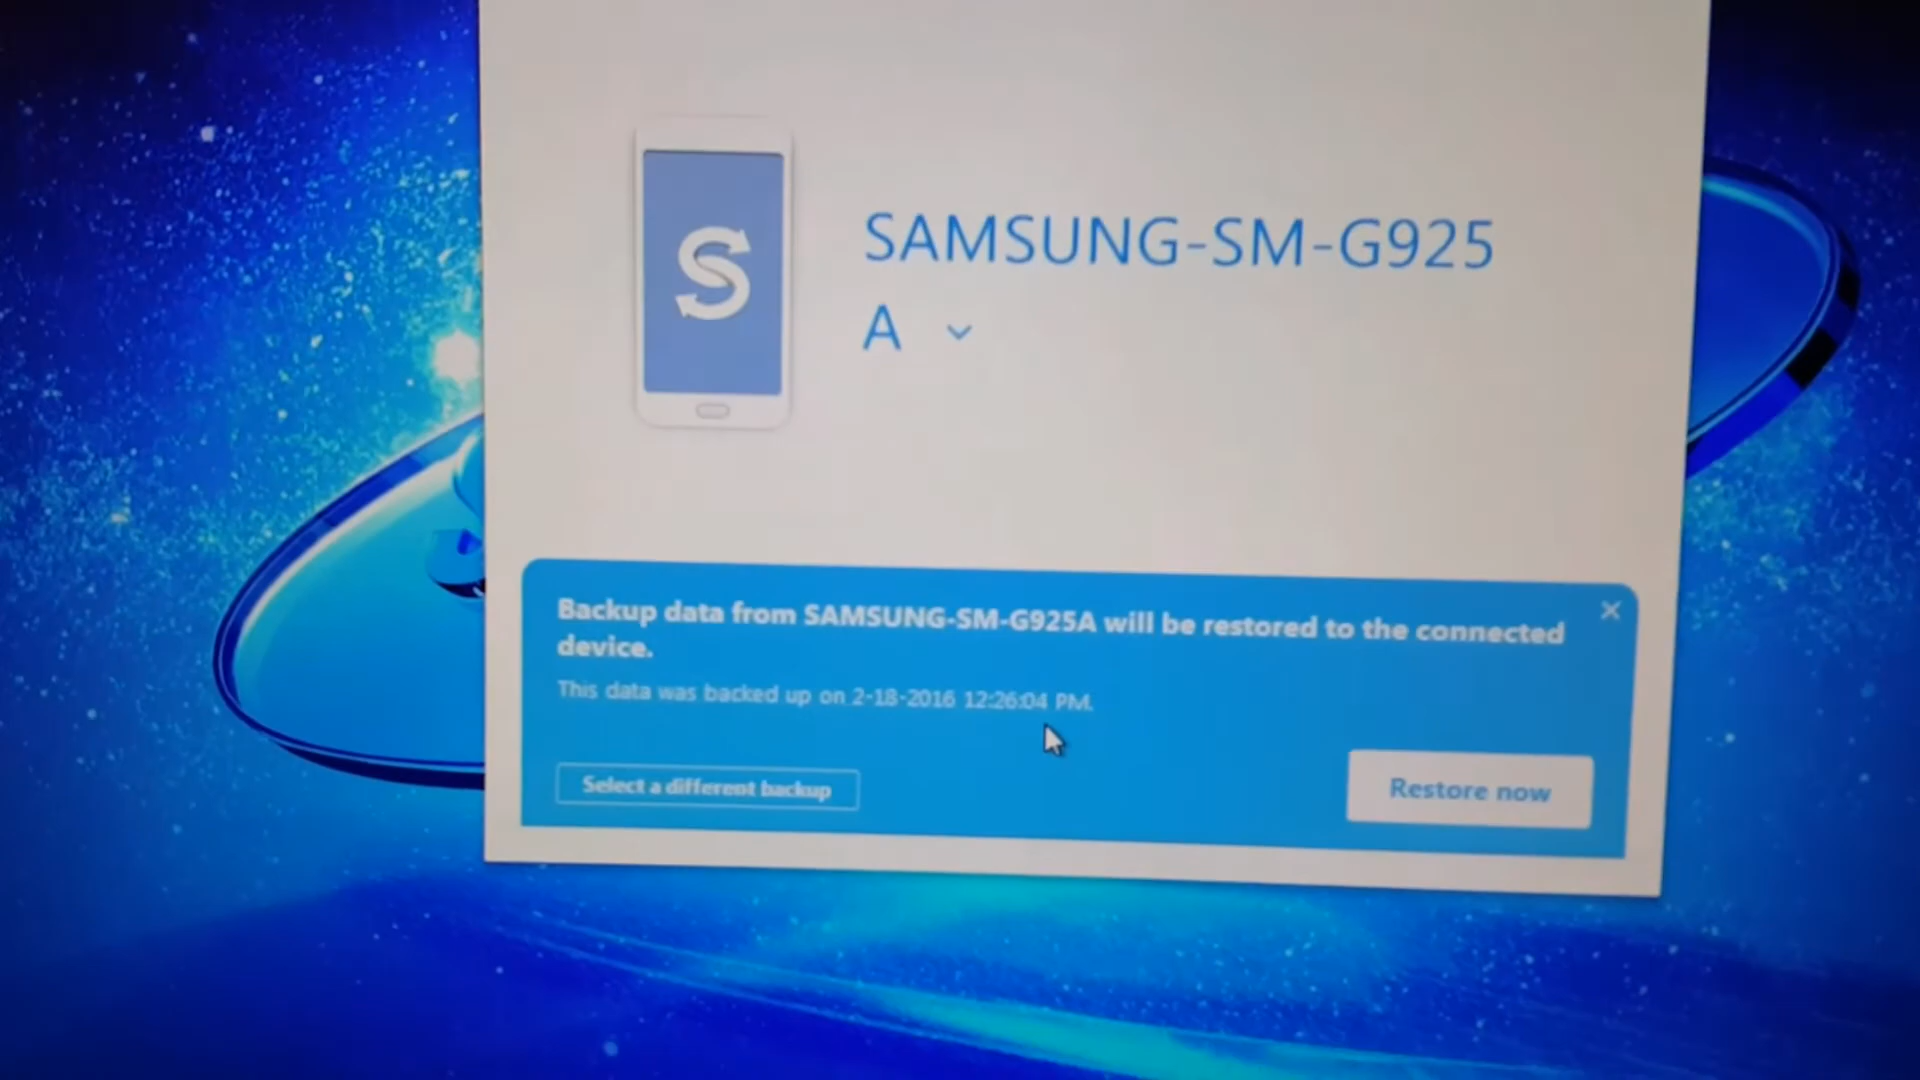 SAMSUNG-SM-G925
A
Backup data from SAMSUNG-SM-G925A will be restored to the connected
device.
This data was backed up on 2-18-2016 12:26:04 PM.
Select a different backup
Restore now